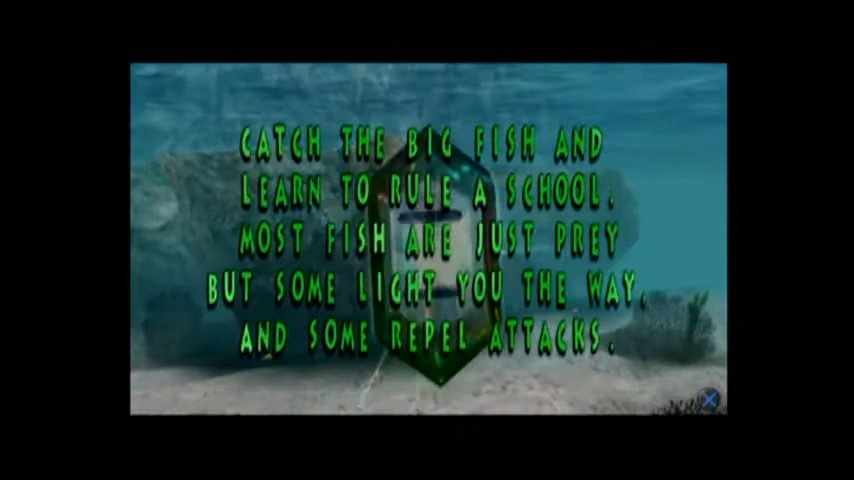 CATCH THE BIG FISH AND
LEARN TO RULE A SCHOOL.
MOST FISH ARE JUST PREY
BUT SOME LIGHT YOU THE WAY,
AND SOME REPEL ATTACKS.